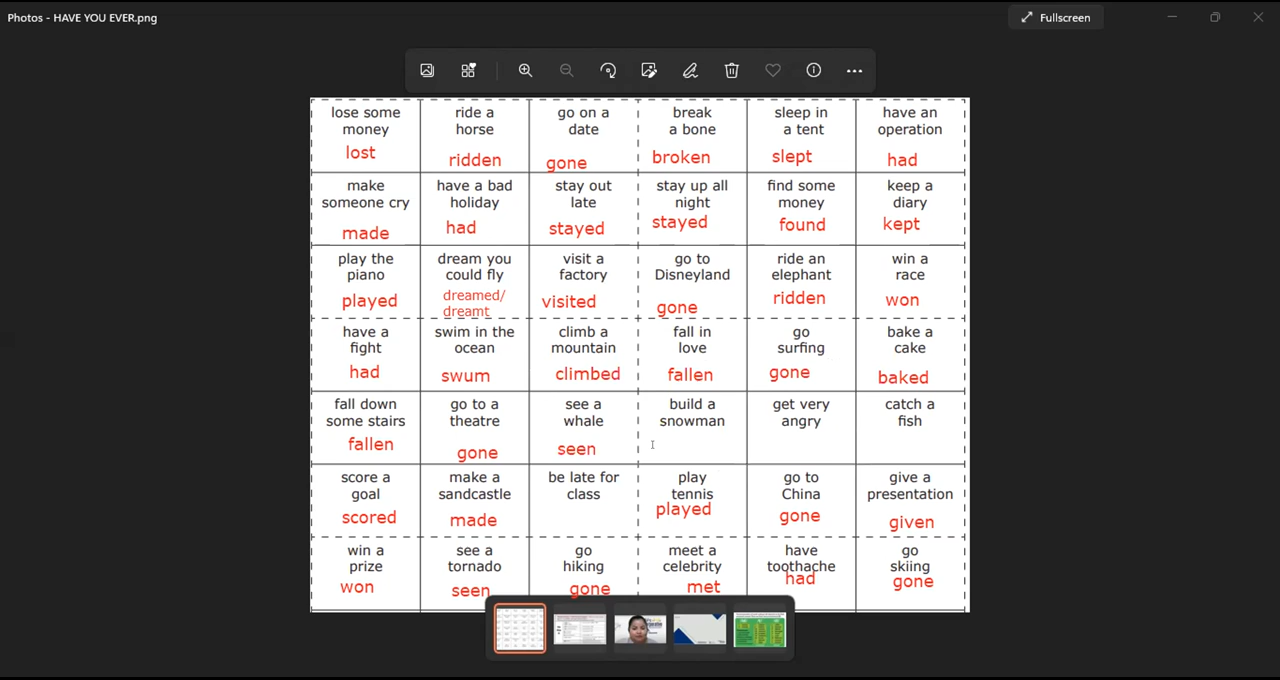 Photos - HAVE YOU EVER.png
Fullscreen
lose some
money
lost
ride a
horse
ridden
go on a
date
gone
break
a bone
broken
sleep in
a tent
slept
have an
operation
had
make
someone cry
made
have a bad
holiday
had
stay out
late
stayed
stay up all
night
stayed
find some
money
found
keep a
diary
kept
play the
piano
played
dream you
could fly
dreamed/
dreamt
visit a
factory
visited
go to
Disneyland
gone
ride an
elephant
ridden
win a
race
won
have a
fight
had
swim in the
ocean
swum
climb a
mountain
climbed
fall in
love
fallen
go
surfing
gone
bake a
cake
baked
fall down
some stairs
fallen
go to a
theatre
gone
see a
whale
seen
build a
snowman
get very
angry
catch a
fish
score a
goal
scored
make a
sandcastle
made
be late for
class
play
tennis
played
go to
China
gone
give a
presentation
given
win a
prize
won
see a
tornado
seen
go
hiking
gone
meet a
celebrity
met
have
toothache
had
go
skiing
gone